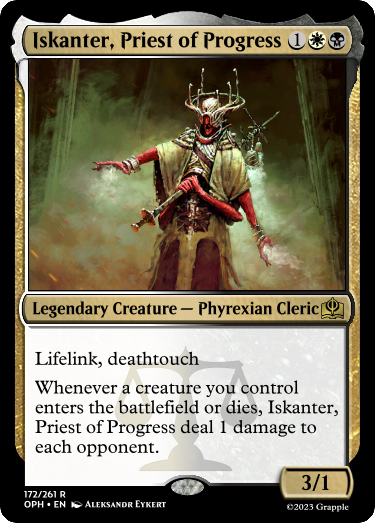 Iskanter, Priest of Progress 1
Legendary Creature — Phyrexian Cleric
Lifelink, deathtouch
Whenever a creature you control
enters the battlefield or dies, Iskanter,
Priest of Progress deal 1 damage to
each opponent.
3/1
172/261 R
OPH • EN Aleksandr Eykert
©2023 Grapple